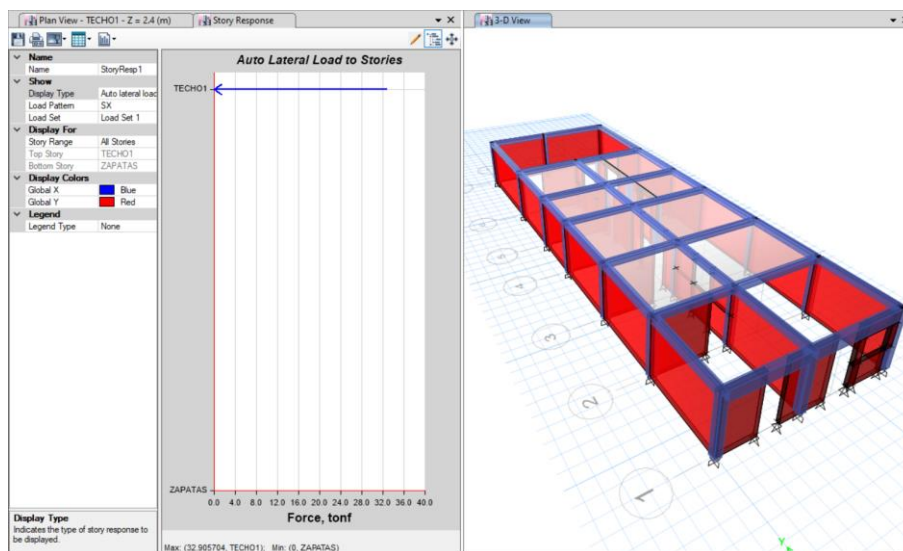 Plan View - TECHO1 - Z = 2.4 (m)
Story Response
3-D View
Name
Name StoryResp1
Show
Display Type Auto lateral load
Load Pattern SX
Load Set Load Set 1
Display For
Story Range All Stories
Top Story TECHO1
Bottom Story ZAPATAS
Display Colors
Global X Blue
Global Y Red
Legend
Legend Type None
Display Type
Indicates the type of story response to
be displayed.
Auto Lateral Load to Stories
TECHO1
ZAPATAS
0.0 4.0 8.0 12.0 16.0 20.0 24.0 28.0 32.0 36.0 40.0
Force, tonf
Max: (32.905704, TECHO1); Min: (0, ZAPATAS)
5
4
3
2
1
Y